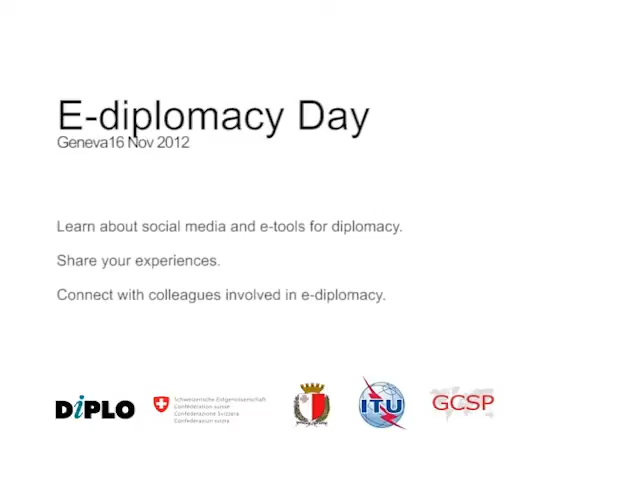 E-diplomacy Day
Geneva16 Nov 2012
Learn about social media and e-tools for diplomacy.
Share your experiences.
Connect with colleagues involved in e-diplomacy.
DiPLO
Schweizerische Eidgenossenschaft
Confédération suisse
Confederazione Svizzera
Confederaziun svizra
ITU
GCSP